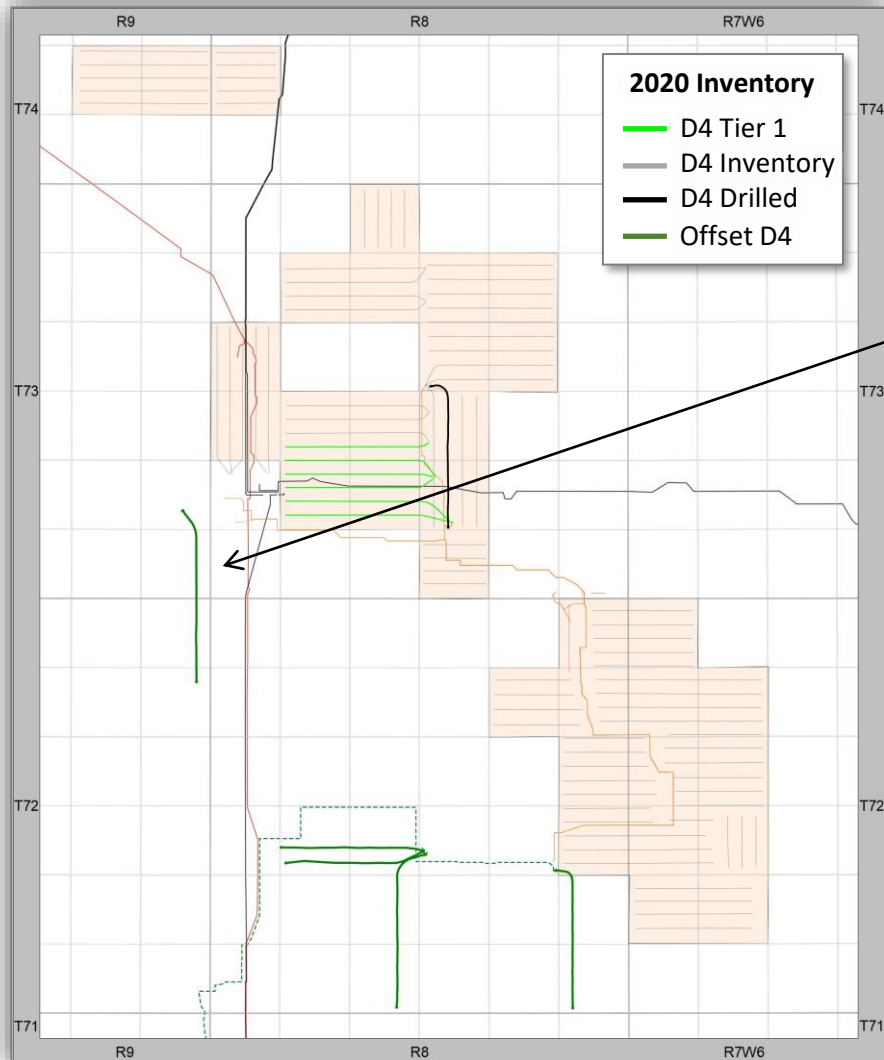 R9 R8 R7W6
2020 Inventory
D4 Tier 1
D4 Inventory
D4 Drilled
Offset D4
T74 T74
T73 T73
T72 T72
T71 T71
R9 R8 R7W6